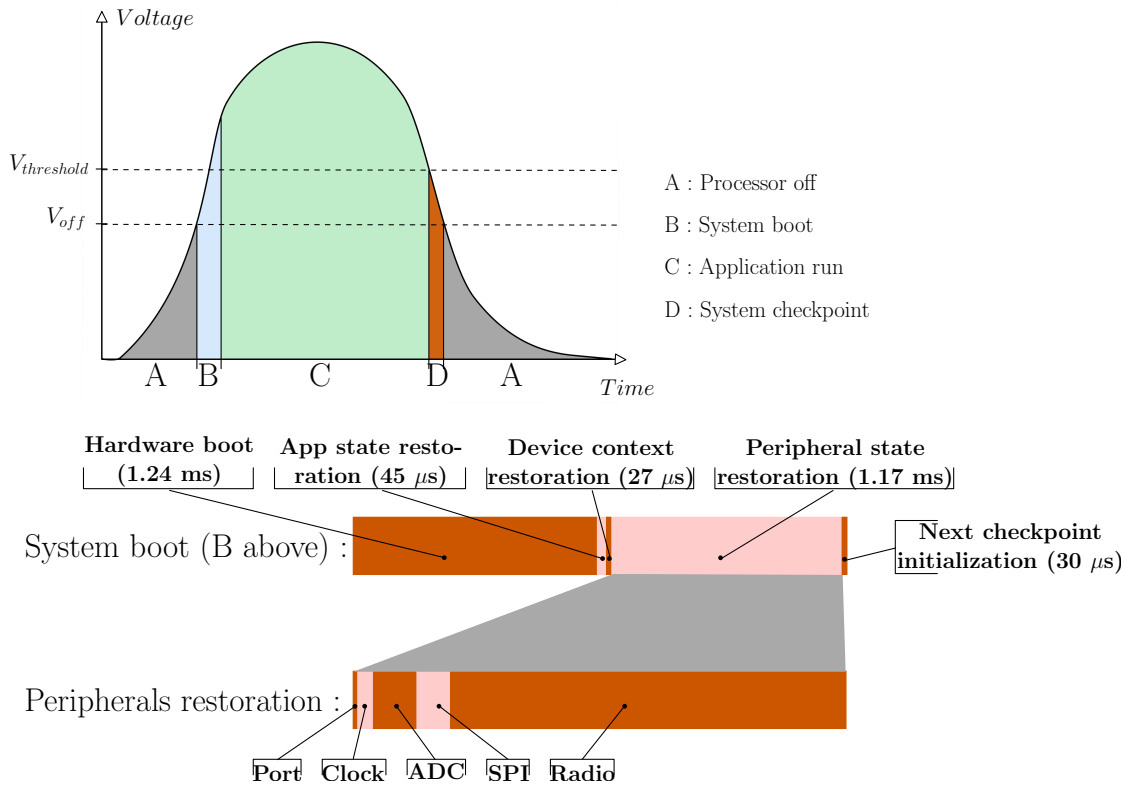 Voltage
V_threshold
V_off
A : Processor off
B : System boot
C : Application run
D : System checkpoint
A B C D A
Time
Hardware boot
(1.24 ms)
App state resto-
ration (45 μs)
Device context
restoration (27 μs)
Peripheral state
restoration (1.17 ms)
System boot (B above) :
Next checkpoint
initialization (30 μs)
Peripherals restoration :
Port Clock ADC SPI Radio